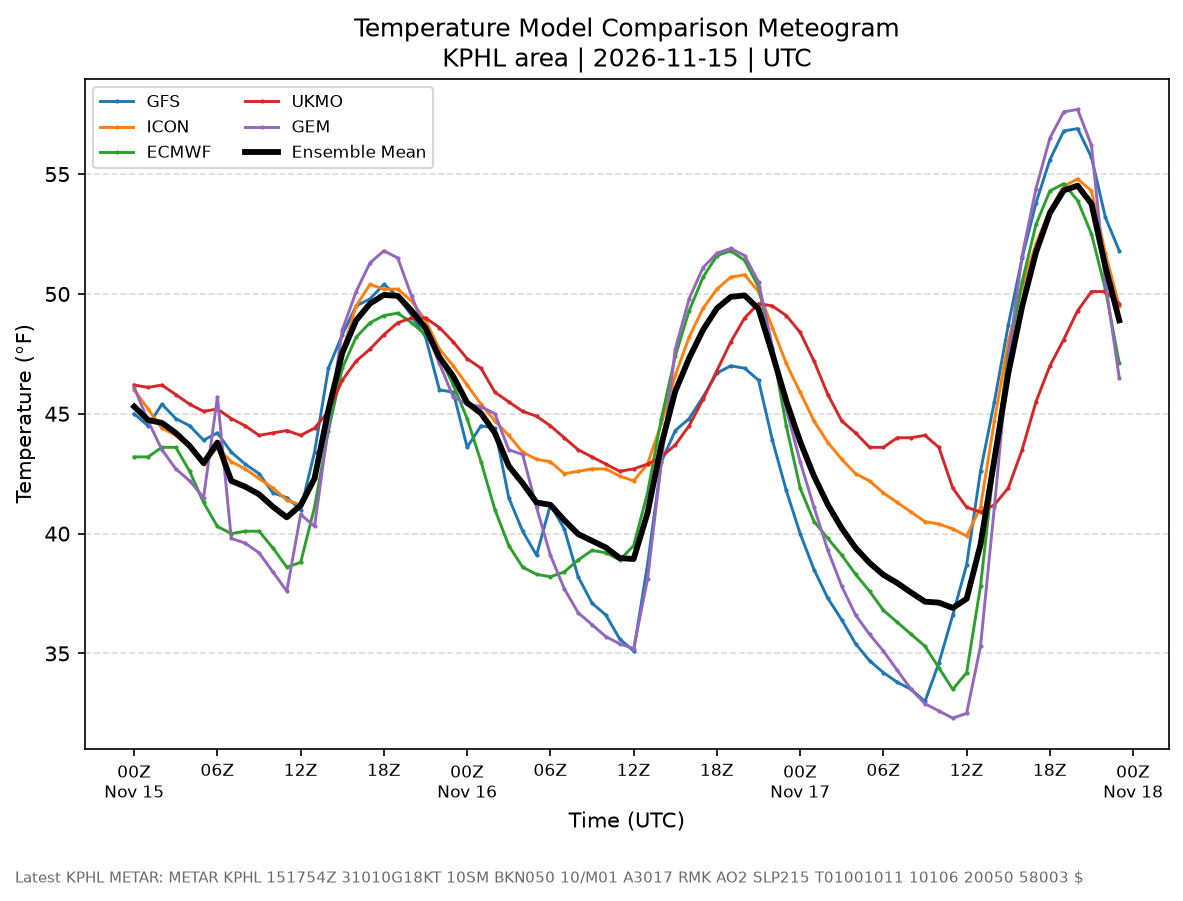 Temperature Model Comparison Meteogram
KPHL area | 2026-11-15 | UTC
GFS
ICON
ECMWF
UKMO
GEM
Ensemble Mean
Temperature (°F)
55
50
45
40
35
00Z
Nov 15
06Z
12Z
18Z
00Z
Nov 16
06Z
12Z
18Z
00Z
Nov 17
06Z
12Z
18Z
00Z
Nov 18
Time (UTC)
Latest KPHL METAR: METAR KPHL 151754Z 31010G18KT 10SM BKN050 10/M01 A3017 RMK AO2 SLP215 T01001011 10106 20050 58003 $